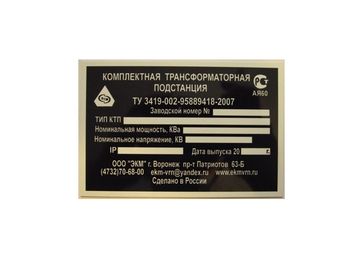 КОМПЛЕКТНАЯ ТРАНСФОРМАТОРНАЯ
ПОДСТАНЦИЯ
ТУ 3419-002-95889418-2007
АЯ60
Заводской номер №
ТИП КТП
Номинальная мощность, КВа
Номинальное напряжение, КВ
IP Дата выпуска 20 г.
ООО "ЭКМ" г. Воронеж пр-т Патриотов 63-Б
(4732)70-68-00 ekm-vrn@yandex.ru www.ekmvrn.ru
Сделано в России